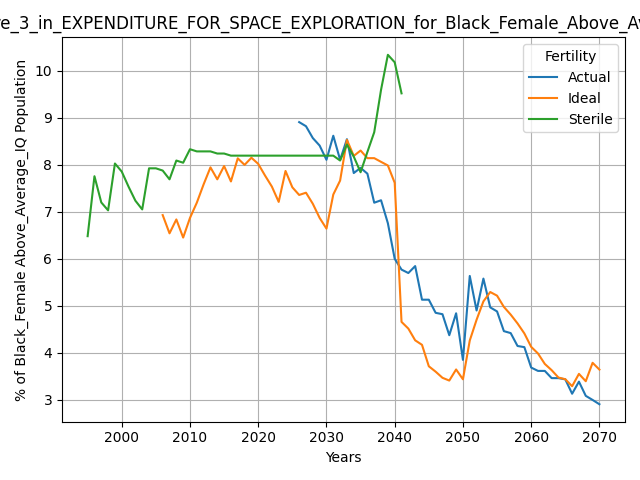 re_3_in_EXPENDITURE_FOR_SPACE_EXPLORATION_for_Black_Female_Above_Av
Fertility
Actual
Ideal
Sterile
% of Black_Female Above_Average_IQ Population
10
9
8
7
6
5
4
3
2000 2010 2020 2030 2040 2050 2060 2070
Years